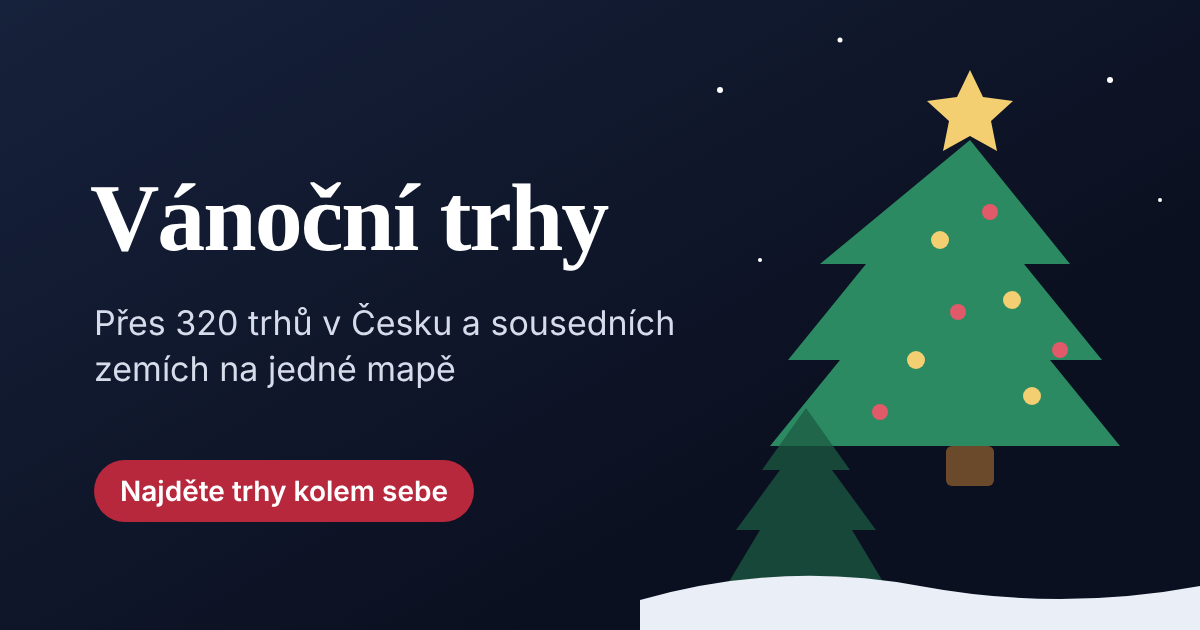 Vánoční trhy
Přes 320 trhů v Česku a sousedních
zemích na jedné mapě
Najděte trhy kolem sebe